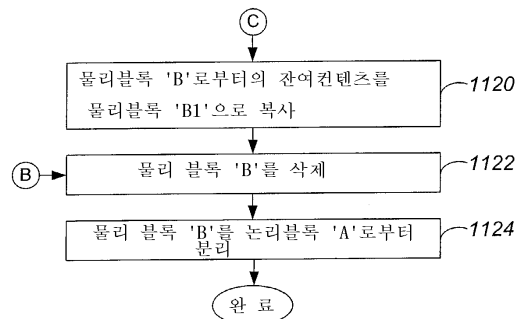 C
물리블록 'B'로부터의 잔여컨텐츠를
물리블록 'B1'으로 복사
1120
B
물리 블록 'B'를 삭제
1122
물리 블록 'B'를 논리블록 'A'로부터
분리
1124
완 료